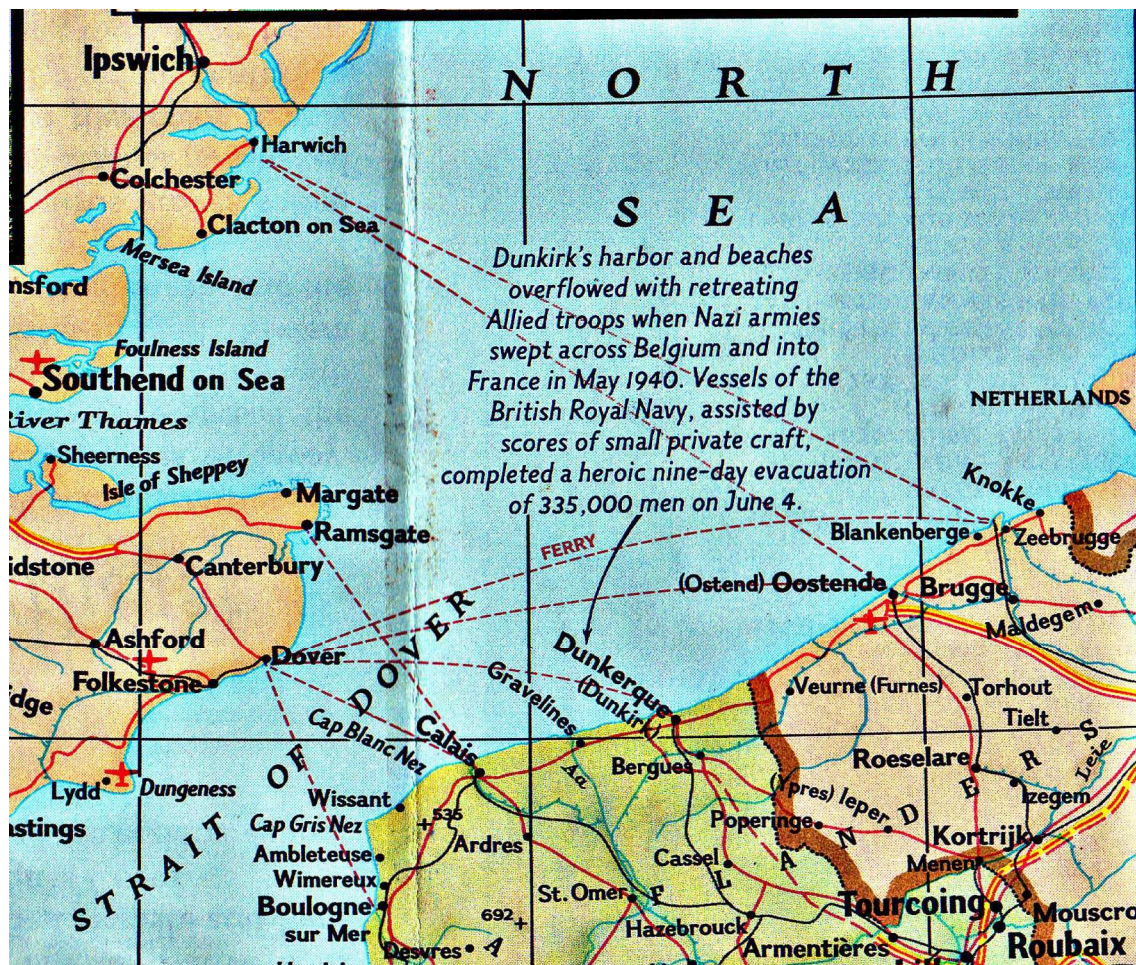 Ipswich
NORTH
Harwich
Colchester
SEA
Clacton on Sea
Mersea Island
Dunkirk's harbor and beaches
overflowed with retreating
Allied troops when Nazi armies
swept across Belgium and into
France in May 1940. Vessels of the
British Royal Navy, assisted by
scores of small private craft,
completed a heroic nine-day evacuation
of 335,000 men on June 4.
msford
Foulness Island
Southend on Sea
NETHERLANDS
River Thames
Sheerness
Isle of Sheppey
Margate
Knokke
Ramsgate
Blankenberge
Zeebrugge
FERRY
idstone
Canterbury
(Ostend) Oostende
Brugge
Maldegem
Ashford
Dover
Dunkerque
(Dunkirk)
Folkestone
Gravelines
Veurne (Furnes)
Torhout
Tielt
dge
STRAIT OF DOVER
Cap Blanc Nez
Calais
Aa
Bergues
Roeselare
Leie
Lydd
Dungeness
Wissant
(Ypres) Ieper
Izegem
astings
Cap Gris Nez
535
Ardres
Poperinge
Kortrijk
Ambleteuse
Cassel
Menen
FLANDERS
Wimereux
St. Omer
Tourcoing
Boulogne
sur Mer
692
Hazebrouck
Mouscro
Desvres
A
Armentières
Roubaix